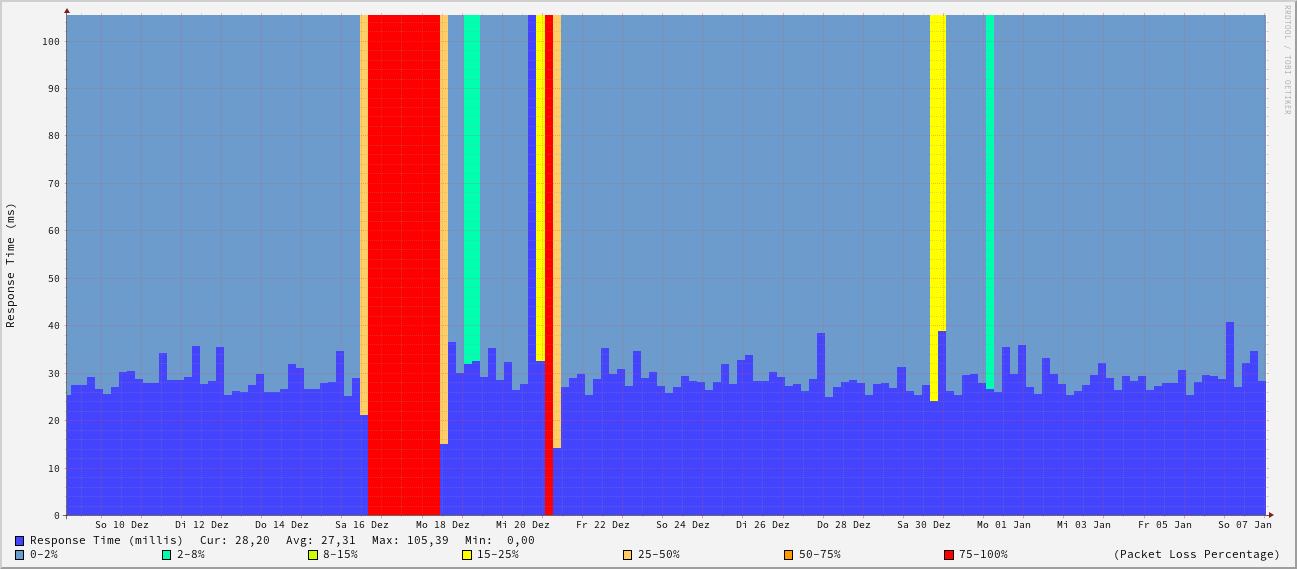 RRDTOOL / TOBI OETIKER
Response Time (ms)
100
90
80
70
60
50
40
30
20
10
0
So 10 Dez Di 12 Dez Do 14 Dez Sa 16 Dez Mo 18 Dez Mi 20 Dez Fr 22 Dez So 24 Dez Di 26 Dez Do 28 Dez Sa 30 Dez Mo 01 Jan Mi 03 Jan Fr 05 Jan So 07 Jan
Response Time (millis) Cur: 28,20 Avg: 27,31 Max: 105,39 Min: 0,00
0-2% 2-8% 8-15% 15-25% 25-50% 50-75% 75-100% (Packet Loss Percentage)